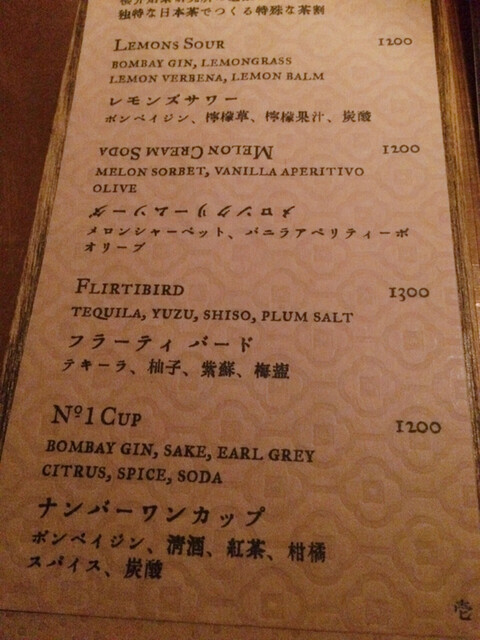 独特な日本茶でつくる特殊な茶割
LEMONS SOUR 1200
BOMBAY GIN, LEMONGRASS
LEMON VERBENA, LEMON BALM
レモンズサワー
ボンベイジン、檸檬草、檸檬果汁、炭酸
MELON CREAM SODA 1200
MELON SORBET, VANILLA APERITIVO
OLIVE
メロンクリームソーダ
メロンシャーベット、バニラアペリティーボ
オリーブ
FLIRTIBIRD 1300
TEQUILA, YUZU, SHISO, PLUM SALT
フラーティ バード
テキーラ、柚子、紫蘇、梅塩
Nº1 CUP 1200
BOMBAY GIN, SAKE, EARL GREY
CITRUS, SPICE, SODA
ナンバーワンカップ
ボンベイジン、清酒、紅茶、柑橘
スパイス、炭酸
壱